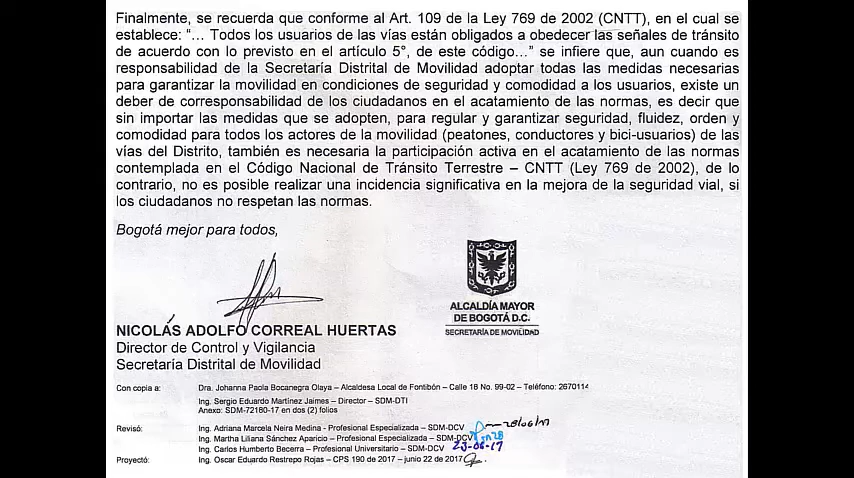 Finalmente, se recuerda que conforme al Art. 109 de la Ley 769 de 2002 (CNTT), en el cual se
establece: “… Todos los usuarios de las vías están obligados a obedecer las señales de tránsito
de acuerdo con lo previsto en el artículo 5°, de este código…” se infiere que, aun cuando es
responsabilidad de la Secretaría Distrital de Movilidad adoptar todas las medidas necesarias
para garantizar la movilidad en condiciones de seguridad y comodidad a los usuarios, existe un
deber de corresponsabilidad de los ciudadanos en el acatamiento de las normas, es decir que
sin importar las medidas que se adopten, para regular y garantizar seguridad, fluidez, orden y
comodidad para todos los actores de la movilidad (peatones, conductores y bici-usuarios) de las
vías del Distrito, también es necesaria la participación activa en el acatamiento de las normas
contemplada en el Código Nacional de Tránsito Terrestre – CNTT (Ley 769 de 2002), de lo
contrario, no es posible realizar una incidencia significativa en la mejora de la seguridad vial, si
los ciudadanos no respetan las normas.
Bogotá mejor para todos,
ALCALDÍA MAYOR
DE BOGOTÁ D.C.
SECRETARÍA DE MOVILIDAD
NICOLÁS ADOLFO CORREAL HUERTAS
Director de Control y Vigilancia
Secretaría Distrital de Movilidad
Con copia a: Dra. Johanna Paola Bocanegra Olaya – Alcaldesa Local de Fontibón – Calle 18 No. 99-02 – Teléfono: 2670114
Ing. Sergio Eduardo Martínez Jaimes – Director – SDM-DTI
Anexo: SDM-72180-17 en dos (2) folios
Revisó: Ing. Adriana Marcela Neira Medina - Profesional Especializada – SDM-DCV 28/06/17
Ing. Martha Liliana Sánchez Aparicio – Profesional Especializada – SDM-DCV
Ing. Carlos Humberto Becerra – Profesional Universitario – SDM-DCV 23-06-17
Proyectó: Ing. Oscar Eduardo Restrepo Rojas – CPS 190 de 2017 – junio 22 de 2017